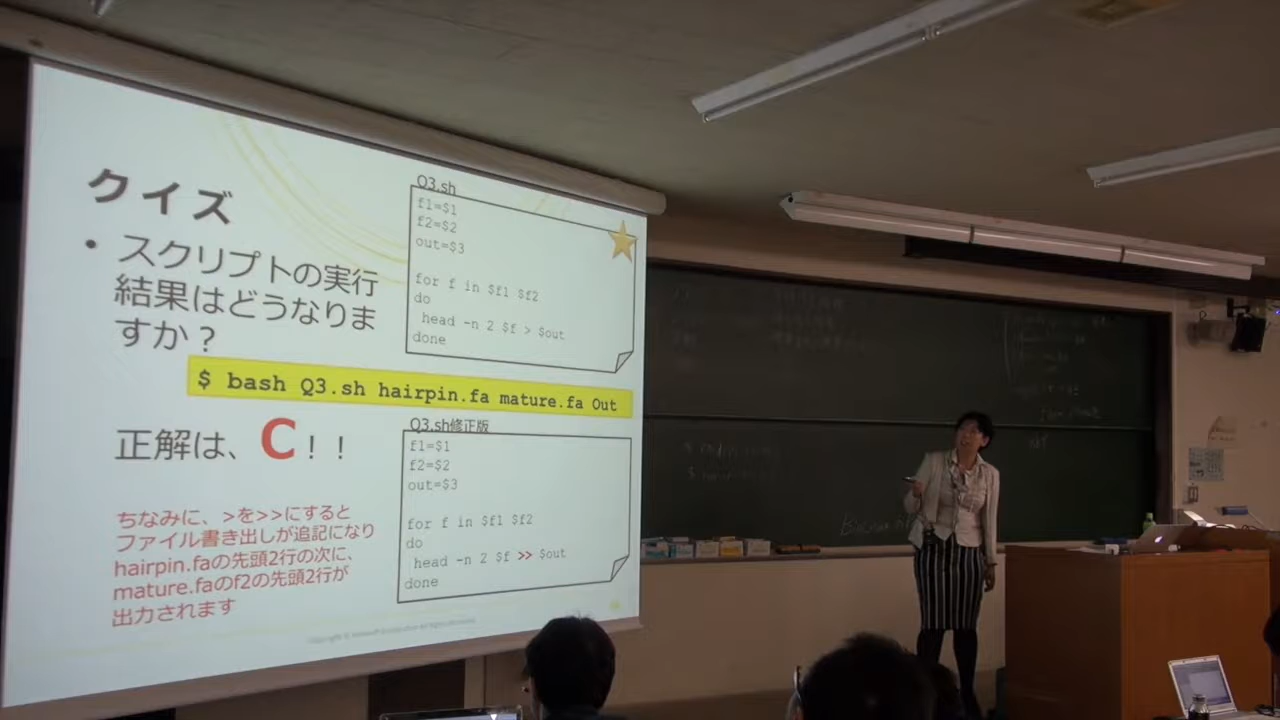 クイズ
• スクリプトの実行
結果はどうなりま
すか？
Q3.sh
f1=$1
f2=$2
out=$3
for f in $f1 $f2
do
head -n 2 $f > $out
done
$ bash Q3.sh hairpin.fa mature.fa Out
正解は、C！！
Q3.sh修正版
f1=$1
f2=$2
out=$3
for f in $f1 $f2
do
head -n 2 $f >> $out
done
ちなみに、>を>>にすると
ファイル書き出しが追記になり
hairpin.faの先頭2行の次に、
mature.faのf2の先頭2行が
出力されます